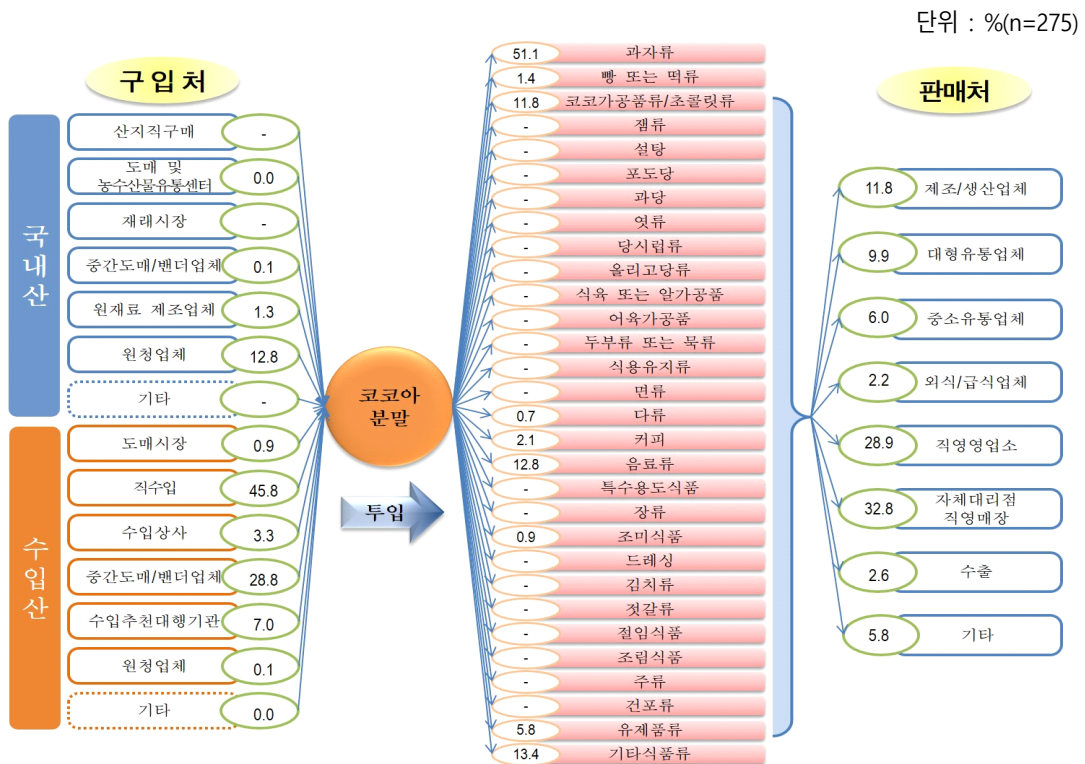 단위 : %(n=275)
구입처
국내산
산지직구매 -
도매 및
농수산물유통센터 0.0
재래시장 -
중간도매/밴더업체 0.1
원재료 제조업체 1.3
원청업체 12.8
기타 -
수입산
도매시장 0.9
직수입 45.8
수입상사 3.3
중간도매/밴더업체 28.8
수입추천대행기관 7.0
원청업체 0.1
기타 0.0
코코아
분말
투입
51.1 과자류
1.4 빵 또는 떡류
11.8 코코가공품류/초콜릿류
- 잼류
- 설탕
- 포도당
- 과당
- 엿류
- 당시럽류
- 올리고당류
- 식육 또는 알가공품
- 어육가공품
- 두부류 또는 묵류
- 식용유지류
- 면류
0.7 다류
2.1 커피
12.8 음료류
- 특수용도식품
- 장류
0.9 조미식품
- 드레싱
- 김치류
- 젓갈류
- 절임식품
- 조림식품
- 주류
- 건포류
5.8 유제품류
13.4 기타식품류
판매처
11.8 제조/생산업체
9.9 대형유통업체
6.0 중소유통업체
2.2 외식/급식업체
28.9 직영영업소
32.8 자체대리점
직영매장
2.6 수출
5.8 기타